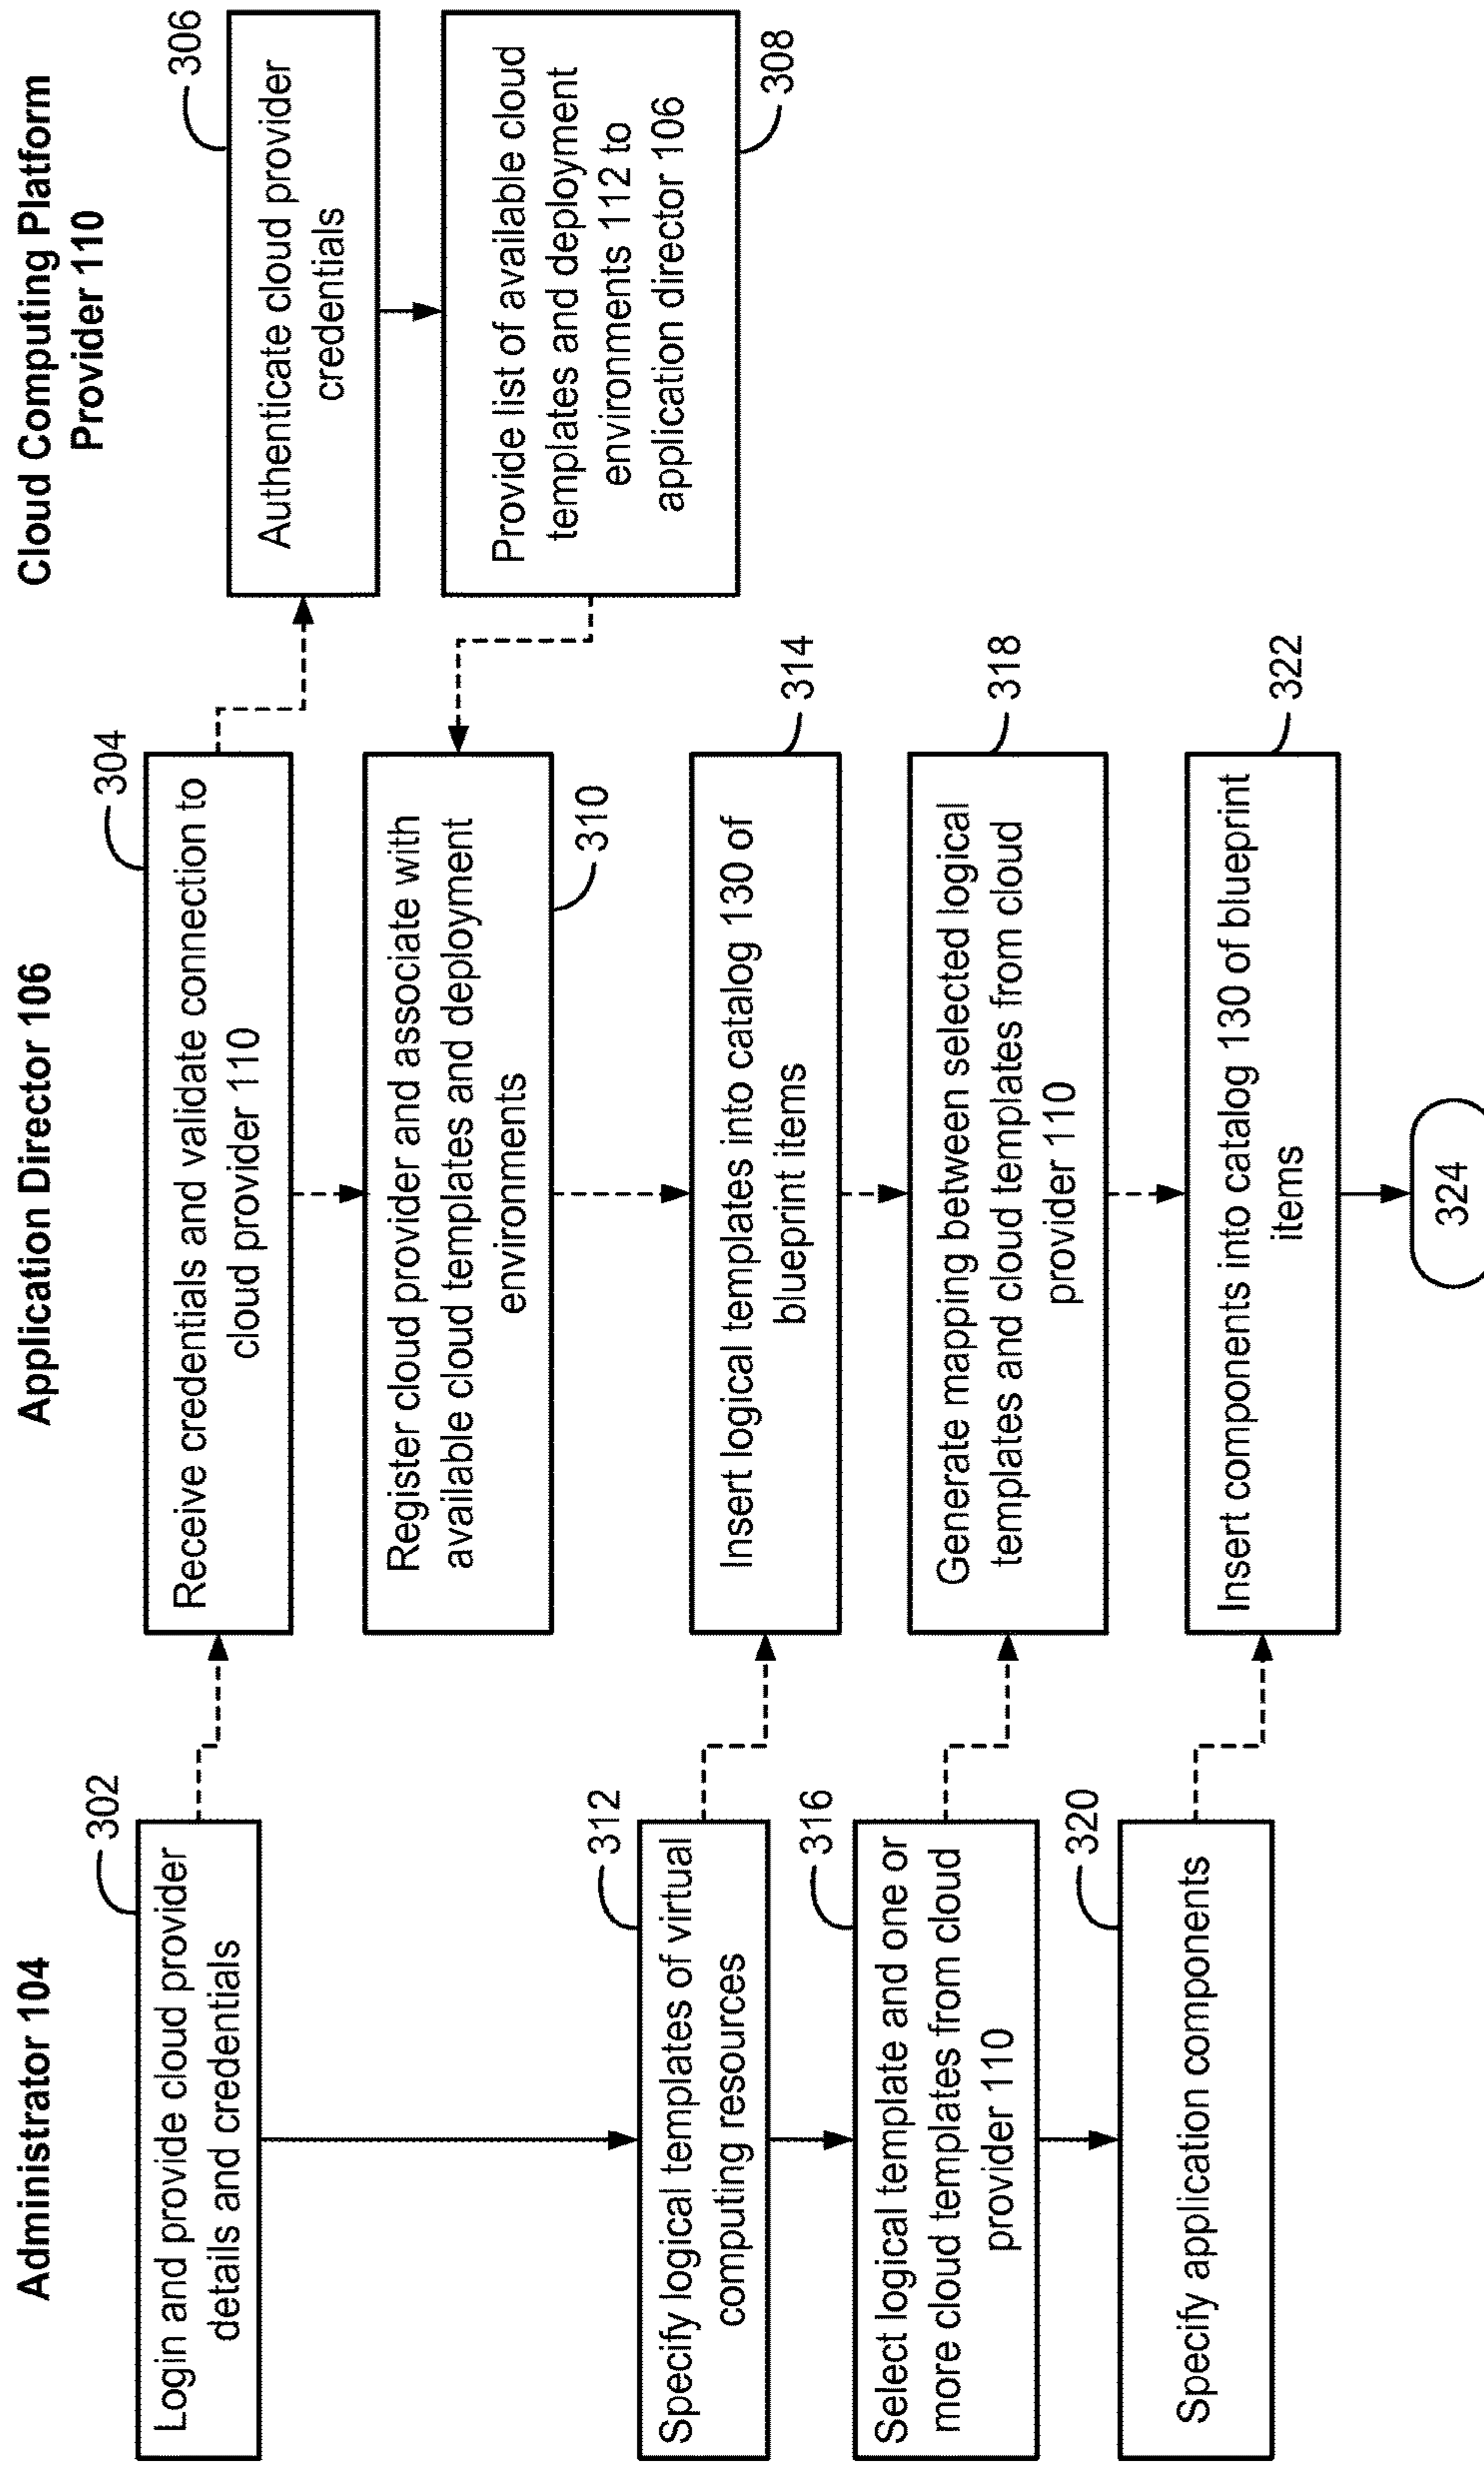 Administrator 104
Application Director 106
Cloud Computing Platform
Provider 110
302
Login and provide cloud provider
details and credentials
304
Receive credentials and validate connection to
cloud provider 110
306
Authenticate cloud provider
credentials
Provide list of available cloud
templates and deployment
environments 112 to
application director 106
308
Register cloud provider and associate with
available cloud templates and deployment
environments
310
312
Specify logical templates of virtual
computing resources
Insert logical templates into catalog 130 of
blueprint items
314
316
Select logical template and one or
more cloud templates from cloud
provider 110
Generate mapping between selected logical
templates and cloud templates from cloud
provider 110
318
320
Specify application components
Insert components into catalog 130 of blueprint
items
322
324